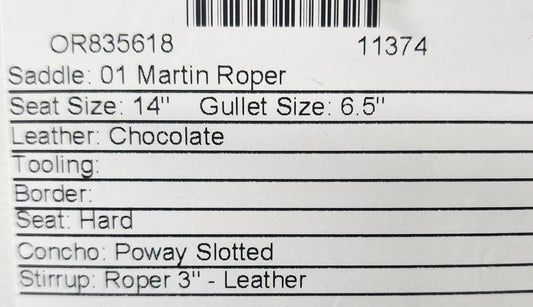 OR835618 11374
Saddle: 01 Martin Roper
Seat Size: 14" Gullet Size: 6.5"
Leather: Chocolate
Tooling:
Border:
Seat: Hard
Concho: Poway Slotted
Stirrup: Roper 3" - Leather